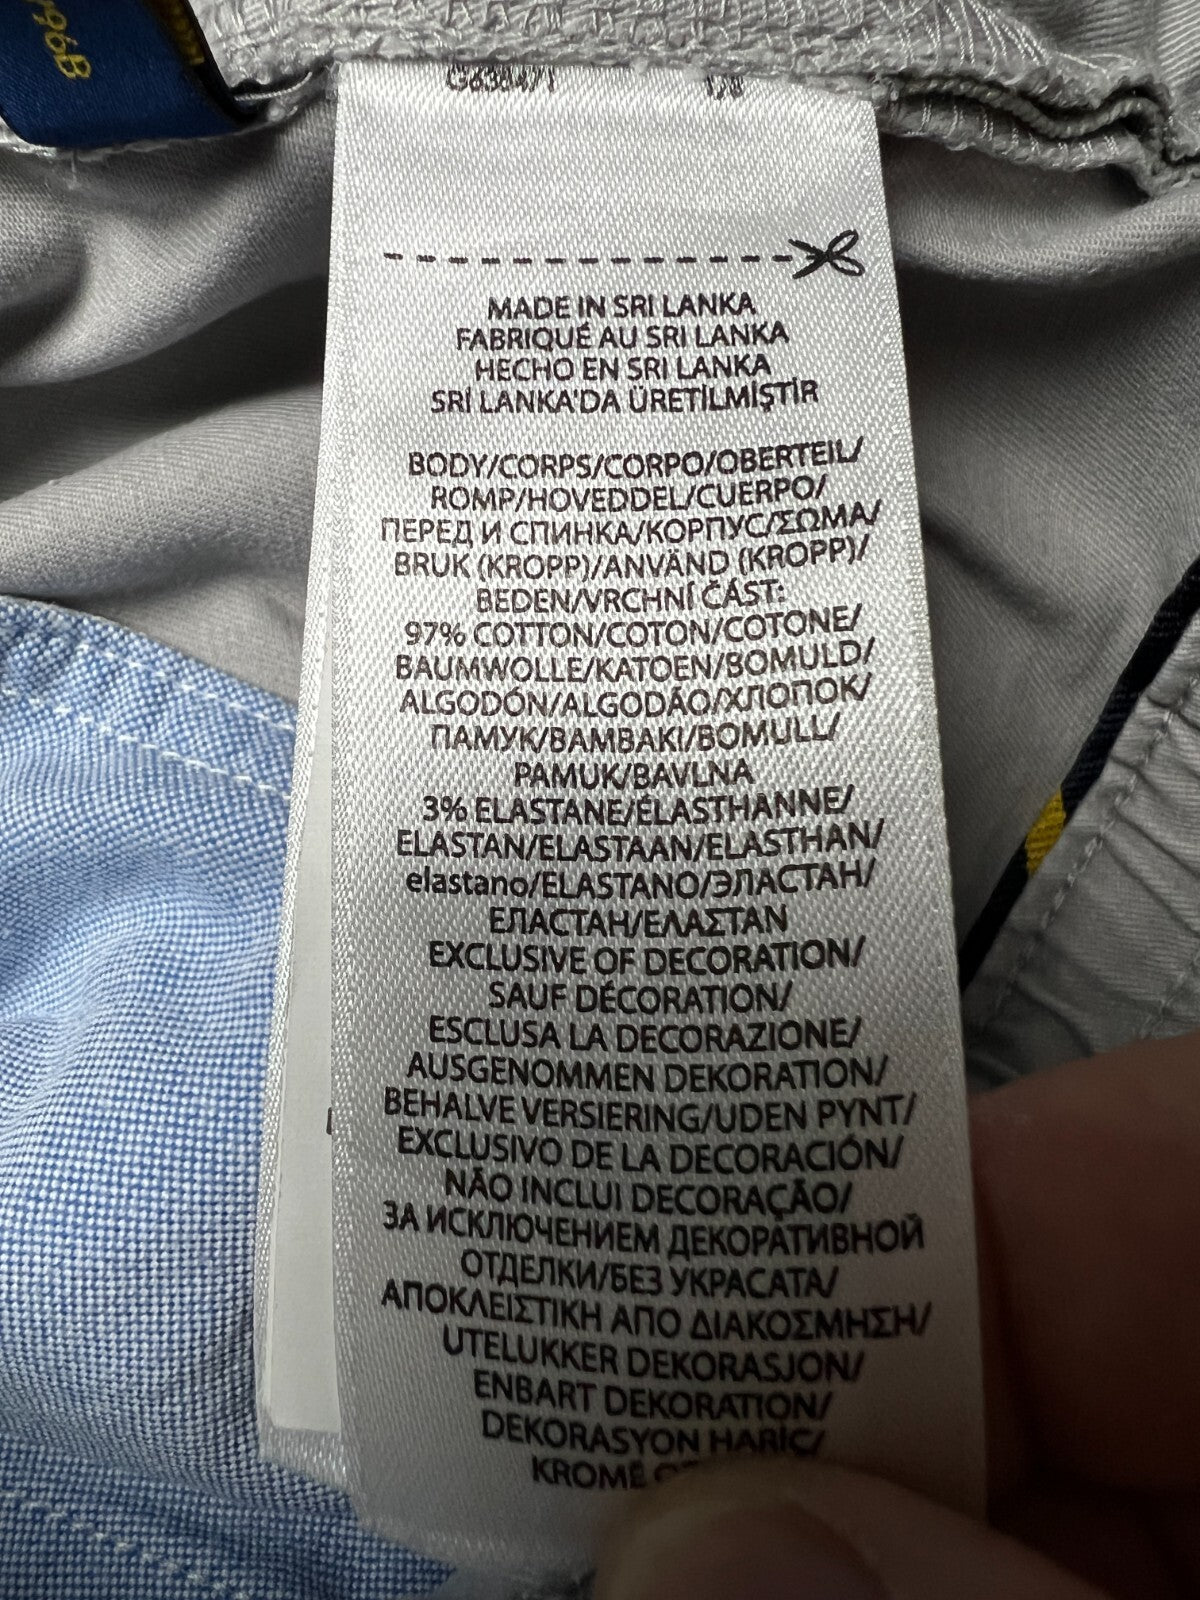 968
MADE IN SRI LANKA
FABRIQUÉ AU SRI LANKA
HECHO EN SRI LANKA
SRİ LANKA'DA ÜRETİLMİŞTİR
BODY/CORPS/CORPO/OBERTEIL/
ROMP/HOVEDDEL/CUERPO/
ПЕРЕД И СПИНКА/КОРПУС/ΣΩΜΑ/
BRUK (KROPP)/ANVÄND (KROPP)/
BEDEN/VRCHNÍ ČÁST:
97% COTTON/COTON/COTONE/
BAUMWOLLE/KATOEN/BOMULD/
ALGODÓN/ALGODÃO/ХЛОПОК/
ПАМУК/ΒΑΜΒΑΚΙ/BOMULL/
PAMUK/BAVLNA
3% ELASTANE/ÉLASTHANNE/
ELASTAN/ELASTAAN/ELASTHAN/
elastano/ELASTANO/ЭЛАСТАН/
ЕЛАСТАН/ΕΛΑΣΤΑΝ
EXCLUSIVE OF DECORATION/
SAUF DÉCORATION/
ESCLUSA LA DECORAZIONE/
AUSGENOMMEN DEKORATION/
BEHALVE VERSIERING/UDEN PYNT/
EXCLUSIVO DE LA DECORACIÓN/
NÃO INCLUI DECORAÇÃO/
ЗА ИСКЛЮЧЕНИЕМ ДЕКОРАТИВНОЙ
ОТДЕЛКИ/БЕЗ УКРАСАТА/
ΑΠΟΚΛΕΙΣΤΙΚΗ ΑΠΟ ΔΙΑΚΟΣΜΗΣΗ/
UTELUKKER DEKORASJON/
ENBART DEKORATION/
DEKORASYON HARİÇ/
KROMĚ